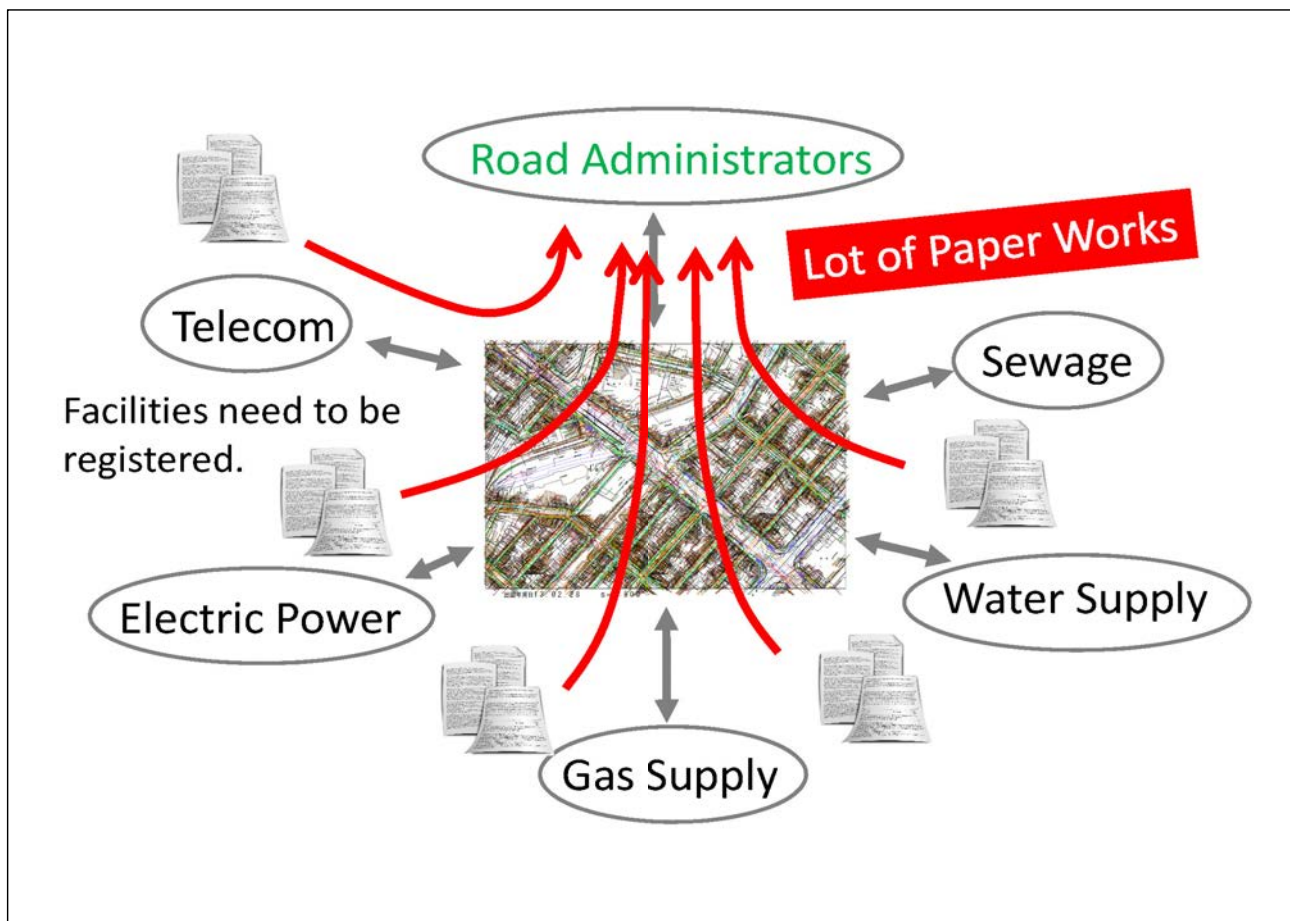 Road Administrators
Lot of Paper Works
Telecom
Sewage
Facilities need to be
registered.
Electric Power
Water Supply
Gas Supply